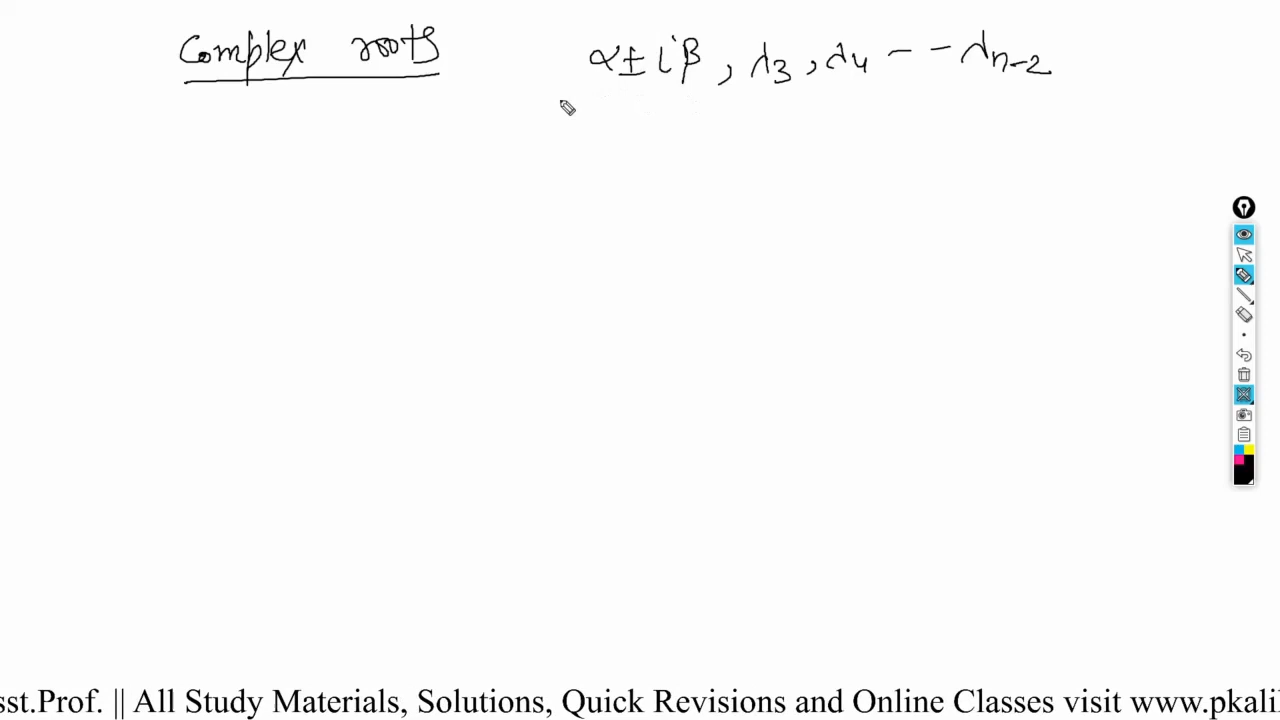 Complex roots α ± iβ, λ3, λ4 - - λn-2
sst.Prof. || All Study Materials, Solutions, Quick Revisions and Online Classes visit www.pkalil